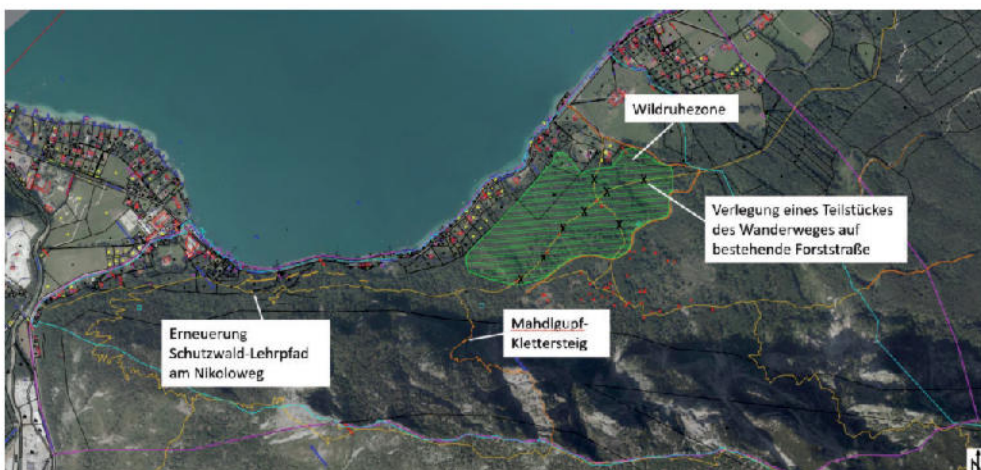 Wildruhezone
Verlegung eines Teilstückes
des Wanderweges auf
bestehende Forststraße
Erneuerung
Schutzwald-Lehrpfad
am Nikoloweg
Mahdlgupf-
Klettersteig
N